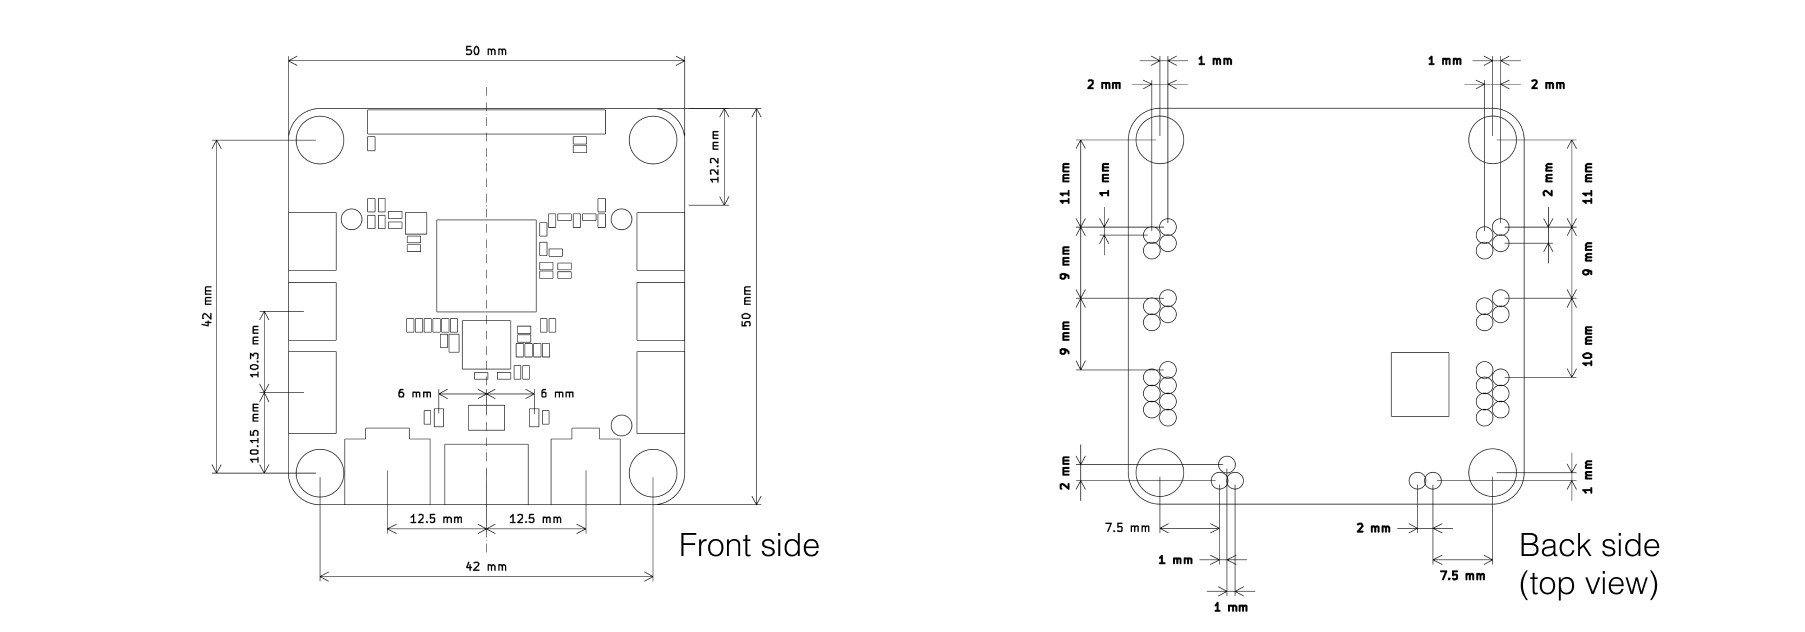 50 mm
12.2 mm
42 mm
50 mm
10.3 mm
10.15 mm
6 mm
6 mm
12.5 mm
12.5 mm
42 mm
Front side
1 mm
2 mm
1 mm
2 mm
11 mm
1 mm
2 mm
11 mm
9 mm
9 mm
9 mm
10 mm
2 mm
1 mm
7.5 mm
2 mm
1 mm
7.5 mm
1 mm
Back side
(top view)